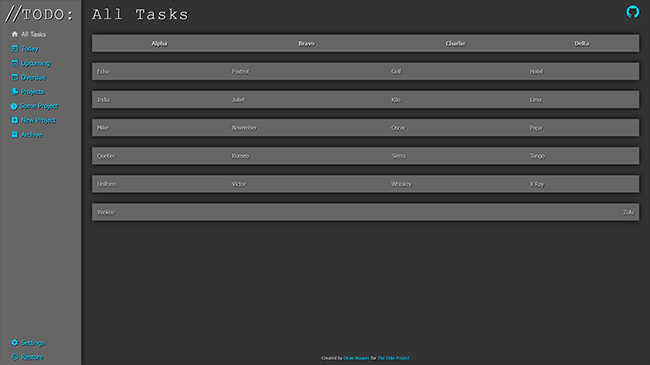 //TODO:
All Tasks
Today
Upcoming
Overdue
Projects
Some Project
New Project
Archive
Settings
Restore
All Tasks
Alpha Bravo Charlie Delta
Echo Foxtrot Golf Hotel
India Juliet Kilo Lima
Mike November Oscar Papa
Quebec Romeo Sierra Tango
Uniform Victor Whiskey X-Ray
Yankee Zulu
Created by Dean Wagner for The Odin Project